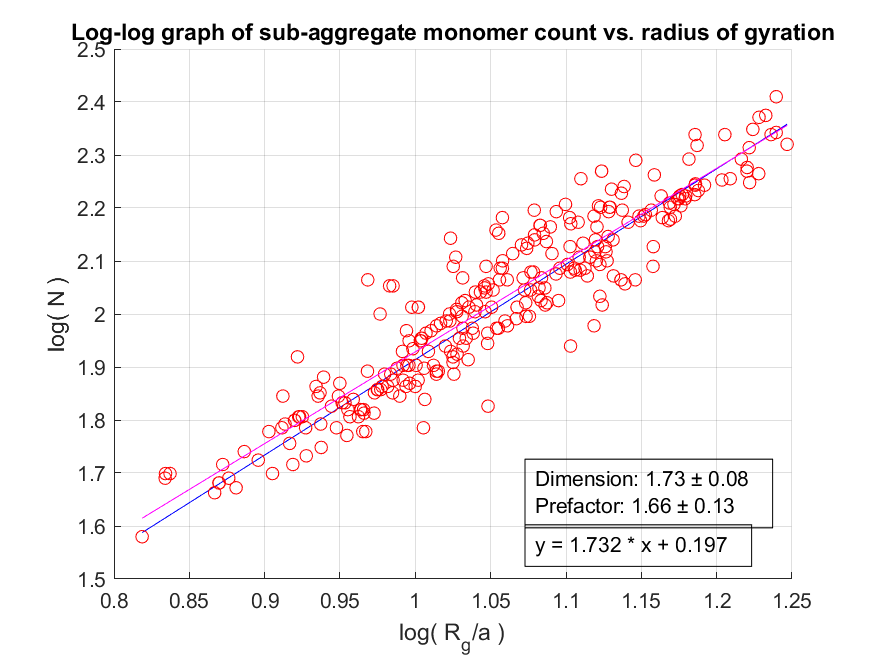 Log-log graph of sub-aggregate monomer count vs. radius of gyration
2.5
2.4
2.3
2.2
2.1
2
1.9
1.8
1.7
1.6
1.5
log( N )
Dimension: 1.73 ± 0.08
Prefactor: 1.66 ± 0.13
y = 1.732 * x + 0.197
0.8 0.85 0.9 0.95 1 1.05 1.1 1.15 1.2 1.25
log( R_g/a )